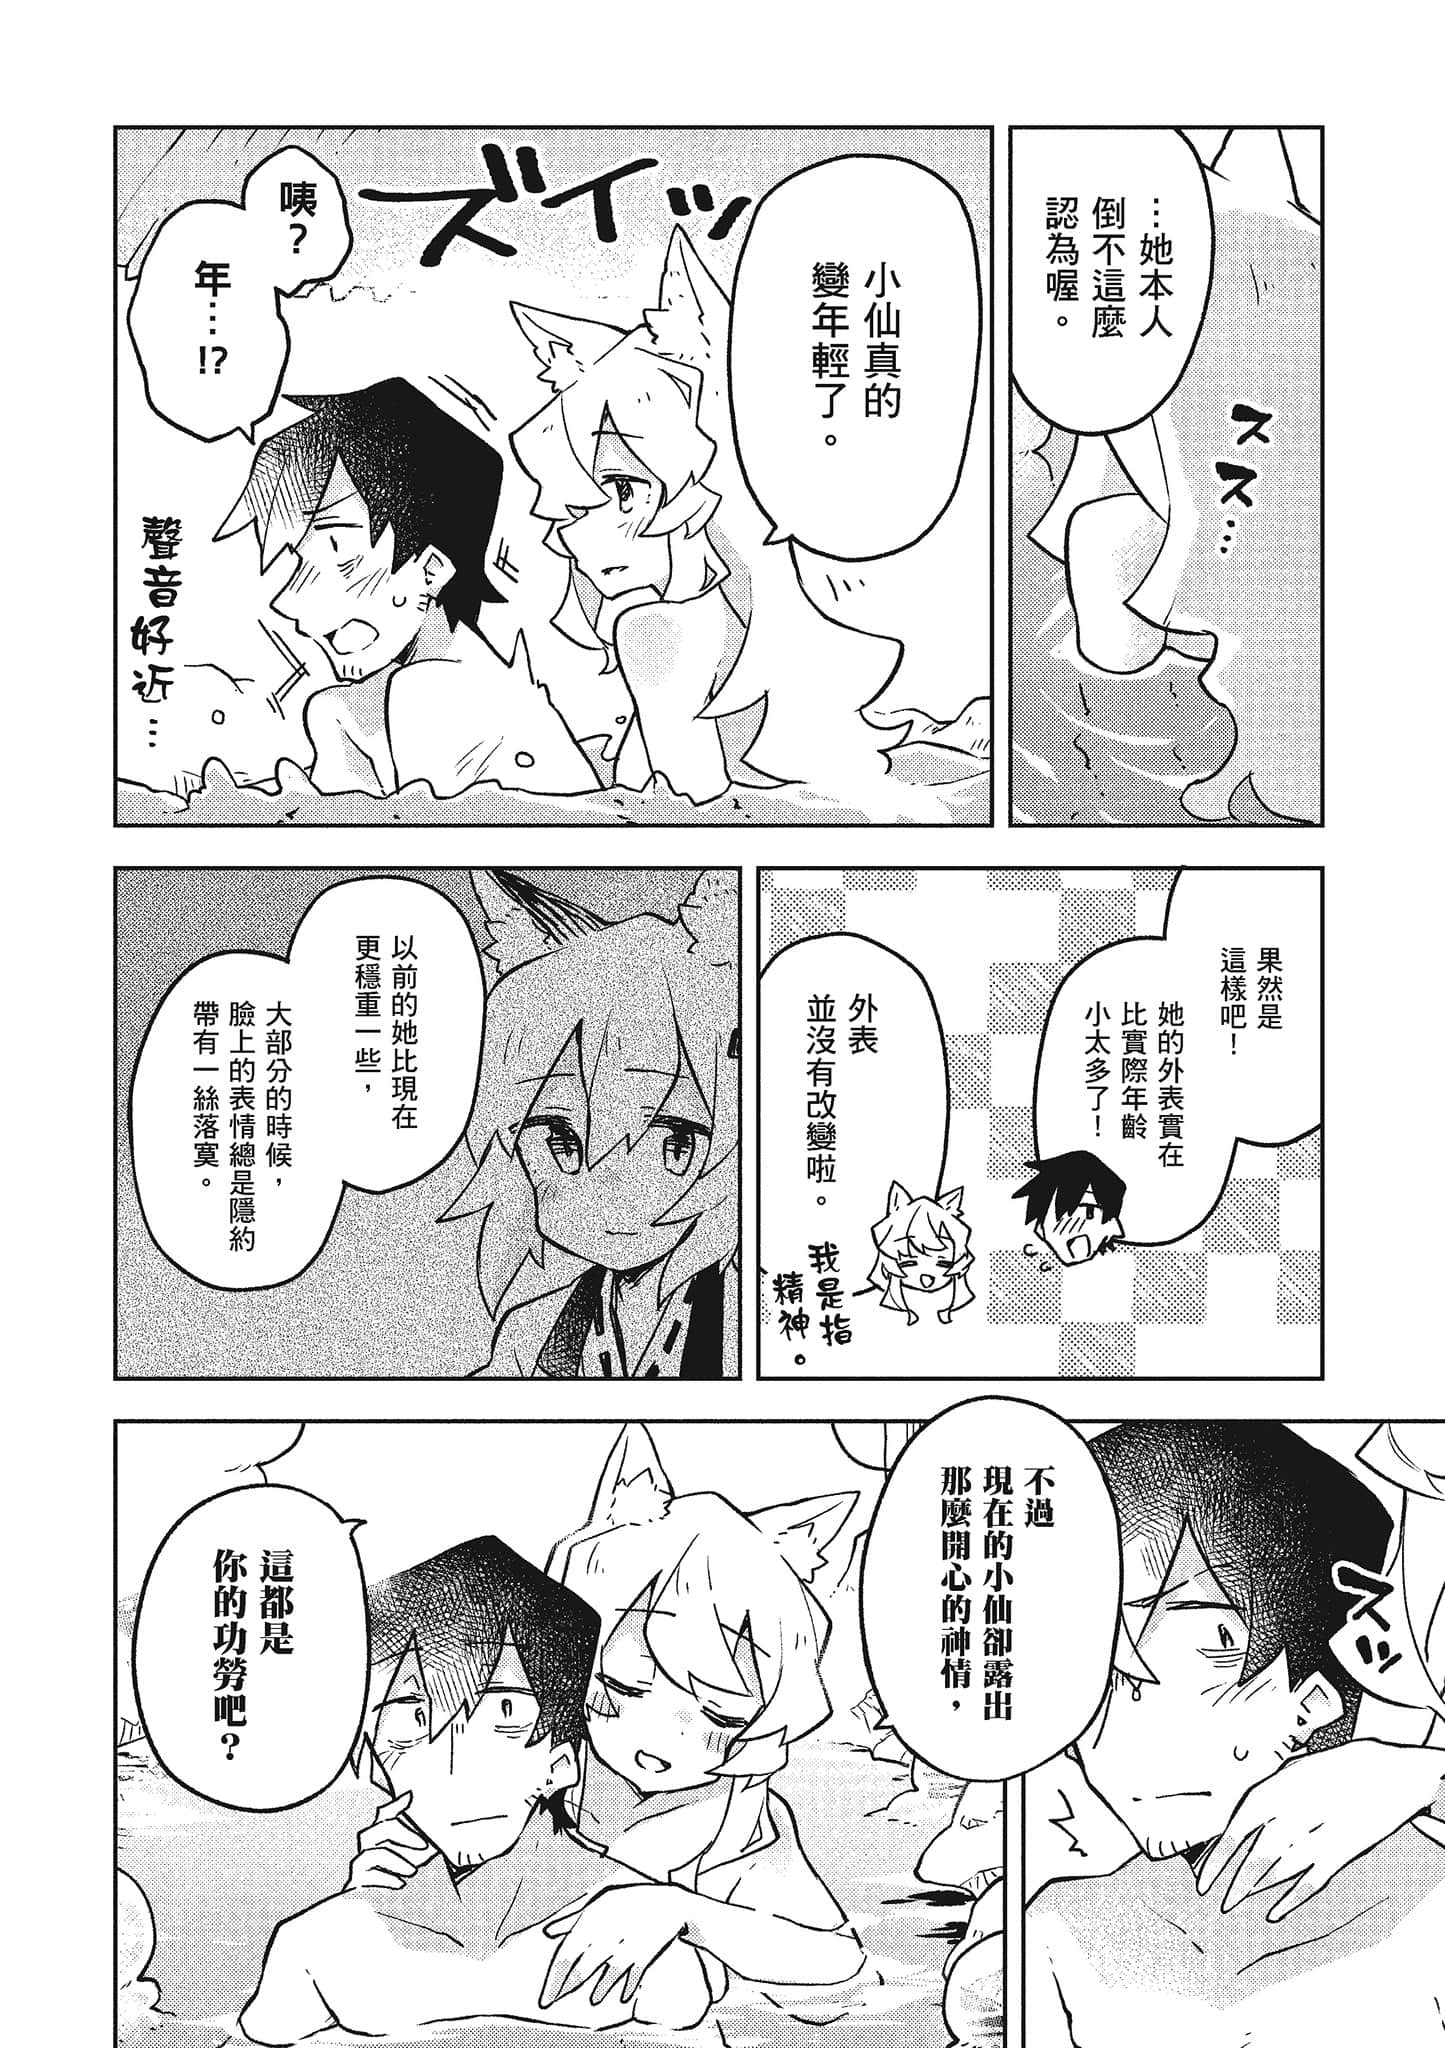 …她本人
倒不這麼
認為喔。
スス…
小仙真的
變年輕了。
ズイッ
咦？
年…!?
聲音好近…
果然是
這樣吧！
她的外表實在
比實際年齡
小太多了！
外表
並沒有改變啦。
我是指
精神。
以前的她比現在
更穩重一些，
大部分的時候，
臉上的表情總是隱約
帶有一絲落寞。
スッ
不過
現在的小仙卻露出
那麼開心的神情，
這都是
你的功勞吧？